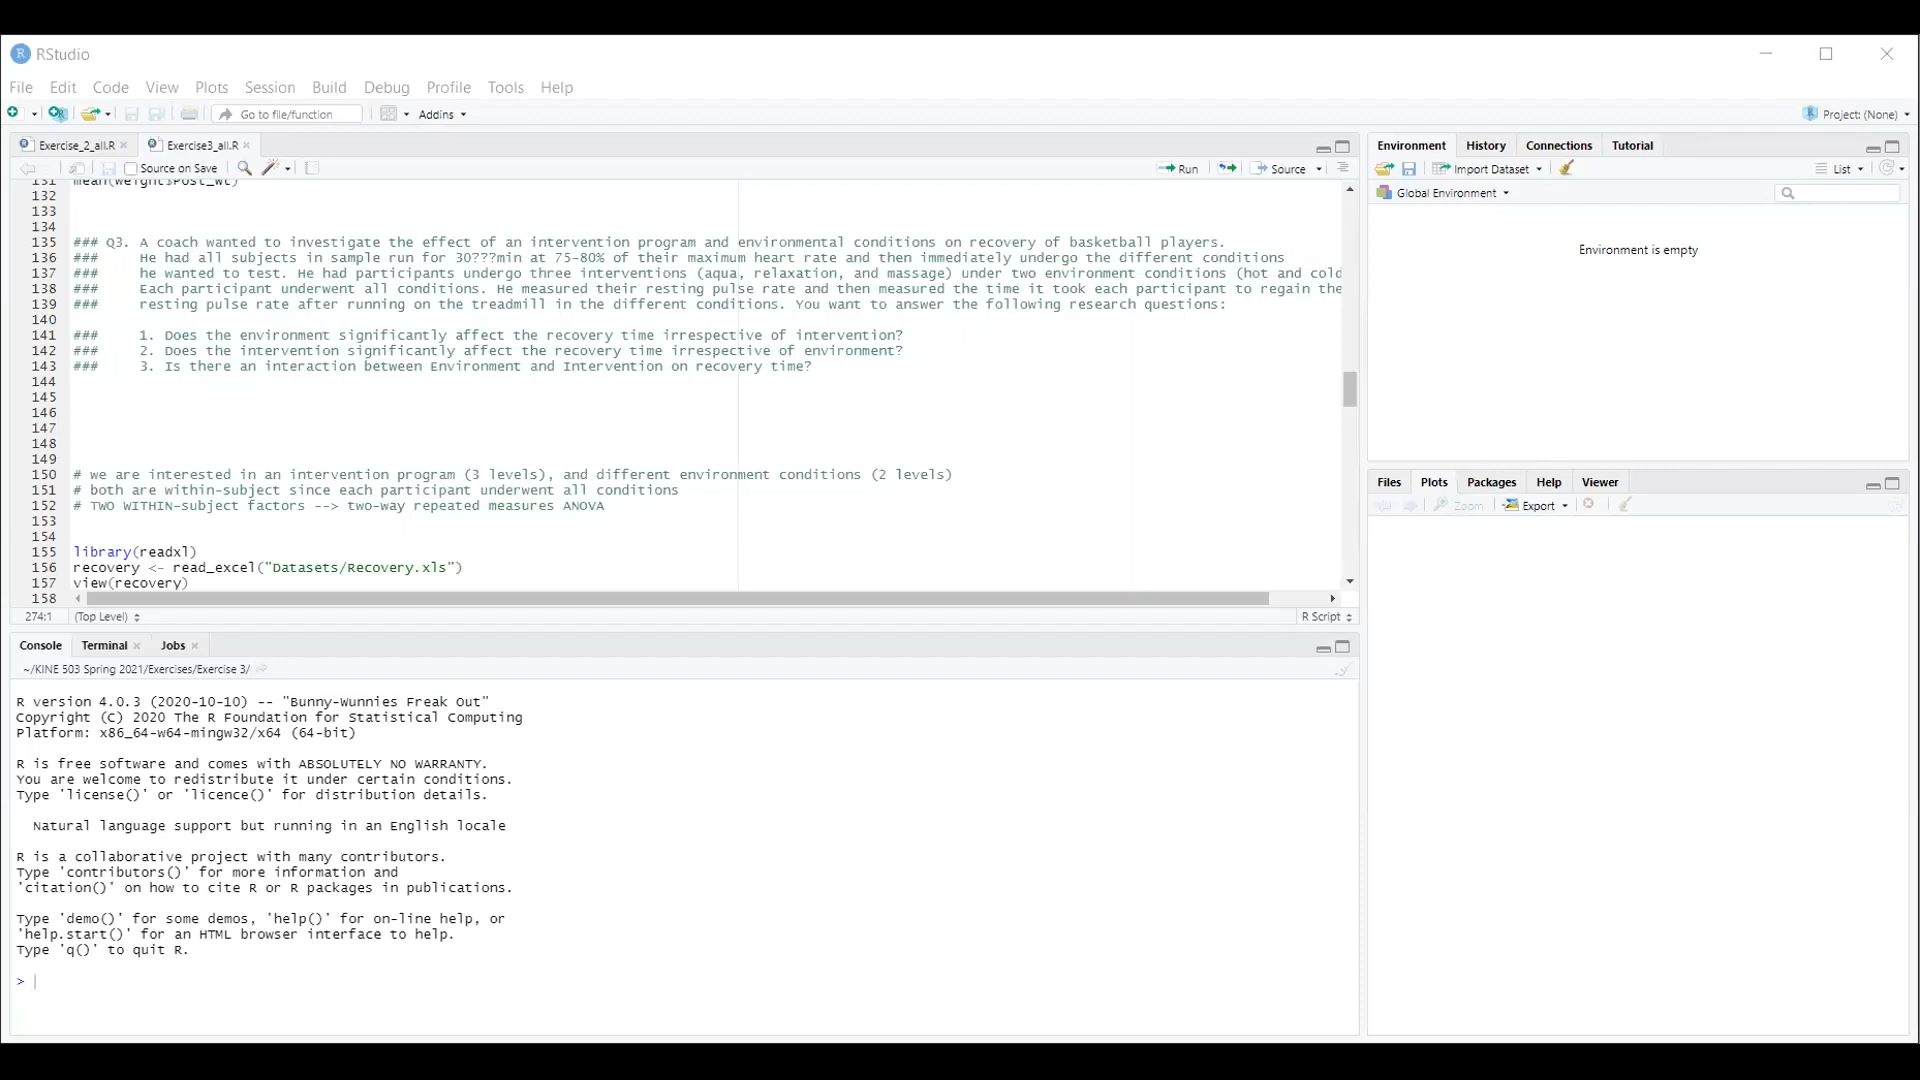 RStudio
File Edit Code View Plots Session Build Debug Profile Tools Help
Go to file/function Addins Project: (None)
Exercise_2_all.R Exercise3_all.R
Source on Save Run Source
131 mean(weight$Post_Wt)
132
133
134
135 ### Q3. A coach wanted to investigate the effect of an intervention program and environmental conditions on recovery of basketball players.
136 ### He had all subjects in sample run for 30???min at 75-80% of their maximum heart rate and then immediately undergo the different conditions
137 ### he wanted to test. He had participants undergo three interventions (aqua, relaxation, and massage) under two environment conditions (hot and cold
138 ### Each participant underwent all conditions. He measured their resting pulse rate and then measured the time it took each participant to regain the
139 ### resting pulse rate after running on the treadmill in the different conditions. You want to answer the following research questions:
140
141 ### 1. Does the environment significantly affect the recovery time irrespective of intervention?
142 ### 2. Does the intervention significantly affect the recovery time irrespective of environment?
143 ### 3. Is there an interaction between Environment and Intervention on recovery time?
144
145
146
147
148
149
150 # we are interested in an intervention program (3 levels), and different environment conditions (2 levels)
151 # both are within-subject since each participant underwent all conditions
152 # TWO WITHIN-subject factors --> two-way repeated measures ANOVA
153
154
155 library(readxl)
156 recovery <- read_excel("Datasets/Recovery.xls")
157 view(recovery)
158
274:1 (Top Level) R Script
Console Terminal Jobs
~/KINE 503 Spring 2021/Exercises/Exercise 3/
R version 4.0.3 (2020-10-10) -- "Bunny-Wunnies Freak Out"
Copyright (C) 2020 The R Foundation for Statistical Computing
Platform: x86_64-w64-mingw32/x64 (64-bit)
R is free software and comes with ABSOLUTELY NO WARRANTY.
You are welcome to redistribute it under certain conditions.
Type 'license()' or 'licence()' for distribution details.
Natural language support but running in an English locale
R is a collaborative project with many contributors.
Type 'contributors()' for more information and
'citation()' on how to cite R or R packages in publications.
Type 'demo()' for some demos, 'help()' for on-line help, or
'help.start()' for an HTML browser interface to help.
Type 'q()' to quit R.
>
Environment History Connections Tutorial
Import Dataset List
Global Environment
Environment is empty
Files Plots Packages Help Viewer
Zoom Export